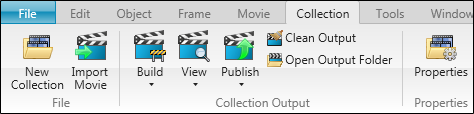 File Edit Object Frame Movie Collection Tools Window
New Collection
Import Movie
Build
View
Publish
Clean Output
Open Output Folder
Properties
File
Collection Output
Properties